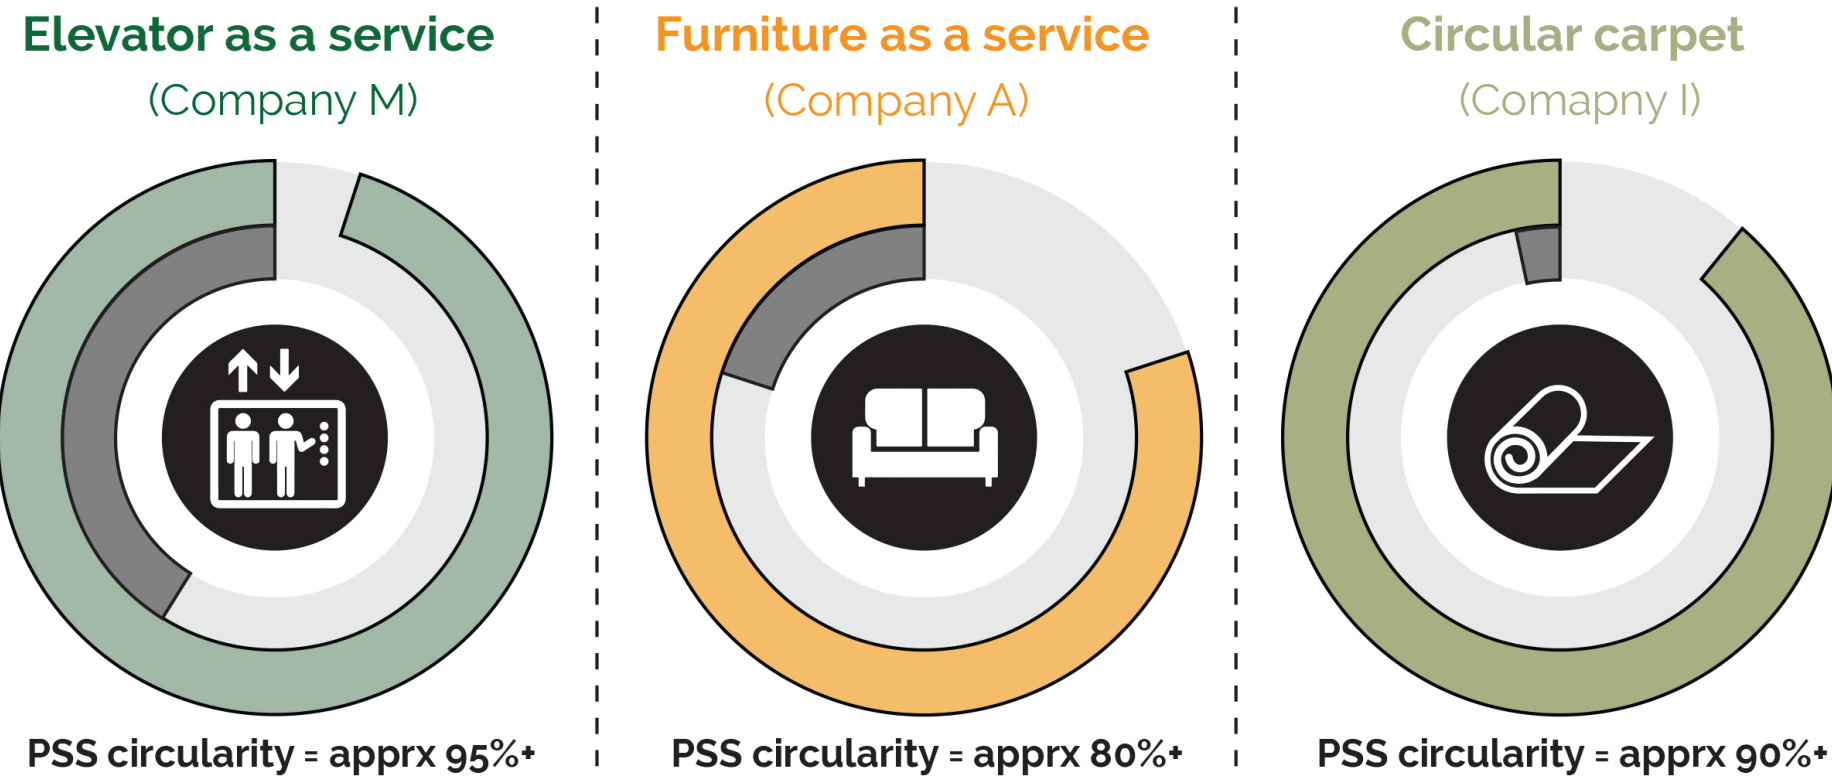 Elevator as a service
(Company M)
PSS circularity = apprx 95%+
Furniture as a service
(Company A)
PSS circularity = apprx 80%+
Circular carpet
(Comapny I)
PSS circularity = apprx 90%+